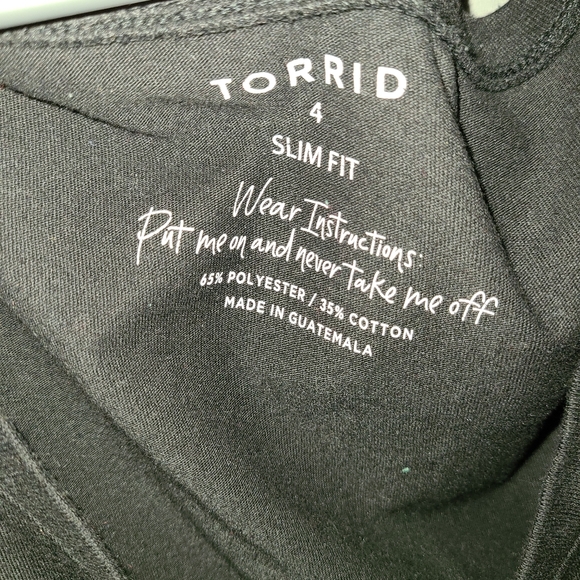 TORRID
4
SLIM FIT
Wear Instructions:
Put me on and never take me off
65% POLYESTER / 35% COTTON
MADE IN GUATEMALA